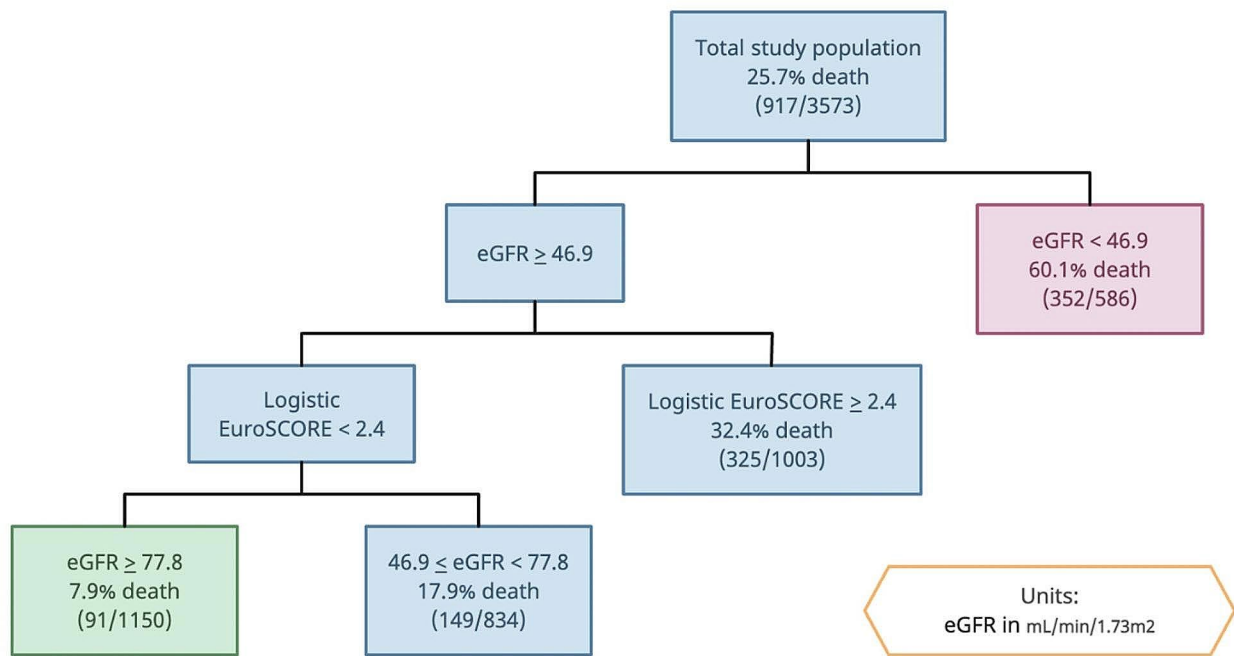 Total study population
25.7% death
(917/3573)
eGFR ≥ 46.9
eGFR < 46.9
60.1% death
(352/586)
Logistic
EuroSCORE < 2.4
Logistic EuroSCORE ≥ 2.4
32.4% death
(325/1003)
eGFR ≥ 77.8
7.9% death
(91/1150)
46.9 ≤ eGFR < 77.8
17.9% death
(149/834)
Units:
eGFR in mL/min/1.73m2